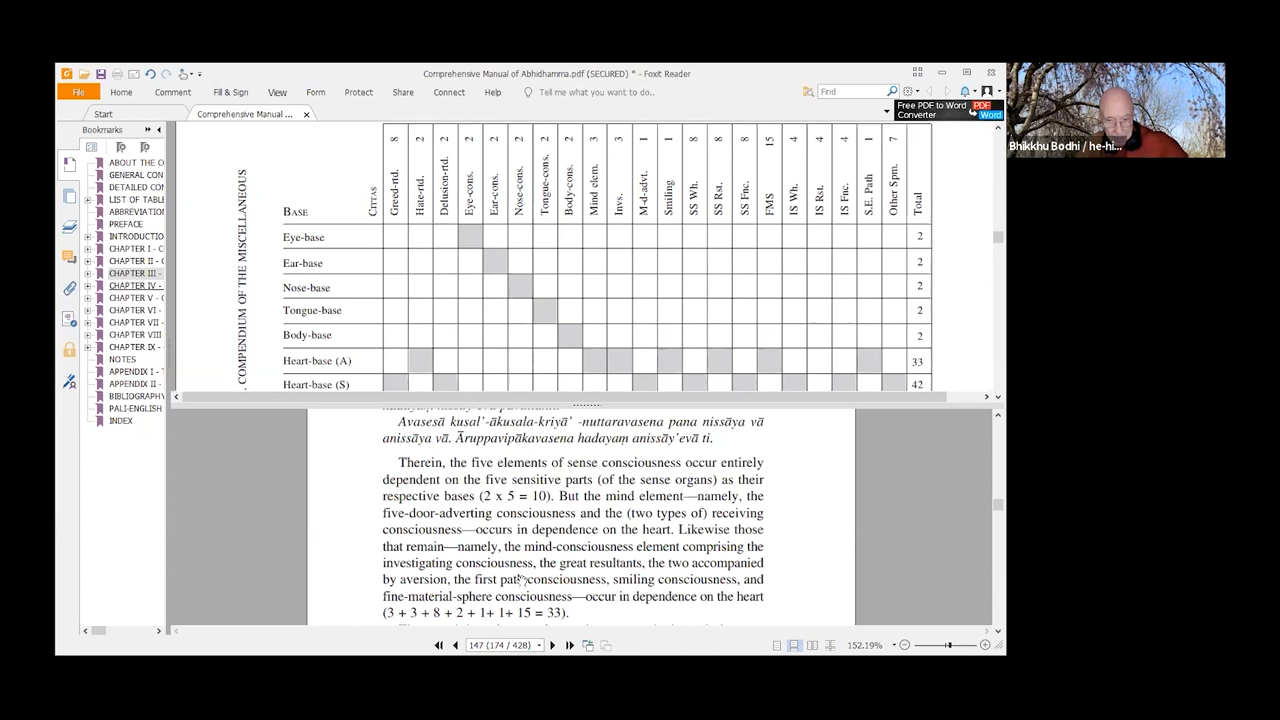 Comprehensive Manual of Abhidhamma.pdf (SECURED) * - Foxit Reader
File Home Comment Fill & Sign View Form Protect Share Connect Help Tell me what you want to do... Find
Start Comprehensive Manual ... ×
Free PDF to Word Converter PDF Word
Bookmarks
ABOUT THE C
GENERAL CON
DETAILED CON
LIST OF TABLE
ABBREVIATION
PREFACE
INTRODUCTIO
CHAPTER I - C
CHAPTER II - C
CHAPTER III -
CHAPTER IV -
CHAPTER V - C
CHAPTER VI -
CHAPTER VII -
CHAPTER VIII
CHAPTER IX -
NOTES
APPENDIX I - T
APPENDIX II -
BIBLIOGRAPHY
PALI-ENGLISH
INDEX
. COMPENDIUM OF THE MISCELLANEOUS
BASE
CITTAS
Greed-rtd. 8
Hate-rtd. 2
Delusion-rtd. 2
Eye-cons. 2
Ear-cons. 2
Nose-cons. 2
Tongue-cons. 2
Body-cons. 2
Mind elem. 3
Invs. 3
M-d-advt. 1
Smiling 1
SS Wh. 8
SS Rst. 8
SS Fnc. 8
FMS 15
IS Wh. 4
IS Rst. 4
IS Fnc. 4
S.E. Path 1
Other Spm. 7
Total
Eye-base 2
Ear-base 2
Nose-base 2
Tongue-base 2
Body-base 2
Heart-base (A) 33
Heart-base (S) 42
Avasesā kusal'-ākusala-kriyā' -nuttaravasena pana nissāya vā
anissāya vā. Āruppavipākavasena hadayaṃ anissāy'evā ti.
Therein, the five elements of sense consciousness occur entirely
dependent on the five sensitive parts (of the sense organs) as their
respective bases (2 x 5 = 10). But the mind element—namely, the
five-door-adverting consciousness and the (two types of) receiving
consciousness—occurs in dependence on the heart. Likewise those
that remain—namely, the mind-consciousness element comprising the
investigating consciousness, the great resultants, the two accompanied
by aversion, the first path consciousness, smiling consciousness, and
fine-material-sphere consciousness—occur in dependence on the heart
(3 + 3 + 8 + 2 + 1+ 1+ 15 = 33).
147 (174 / 428)
152.19%
Bhikkhu Bodhi / he-hi...